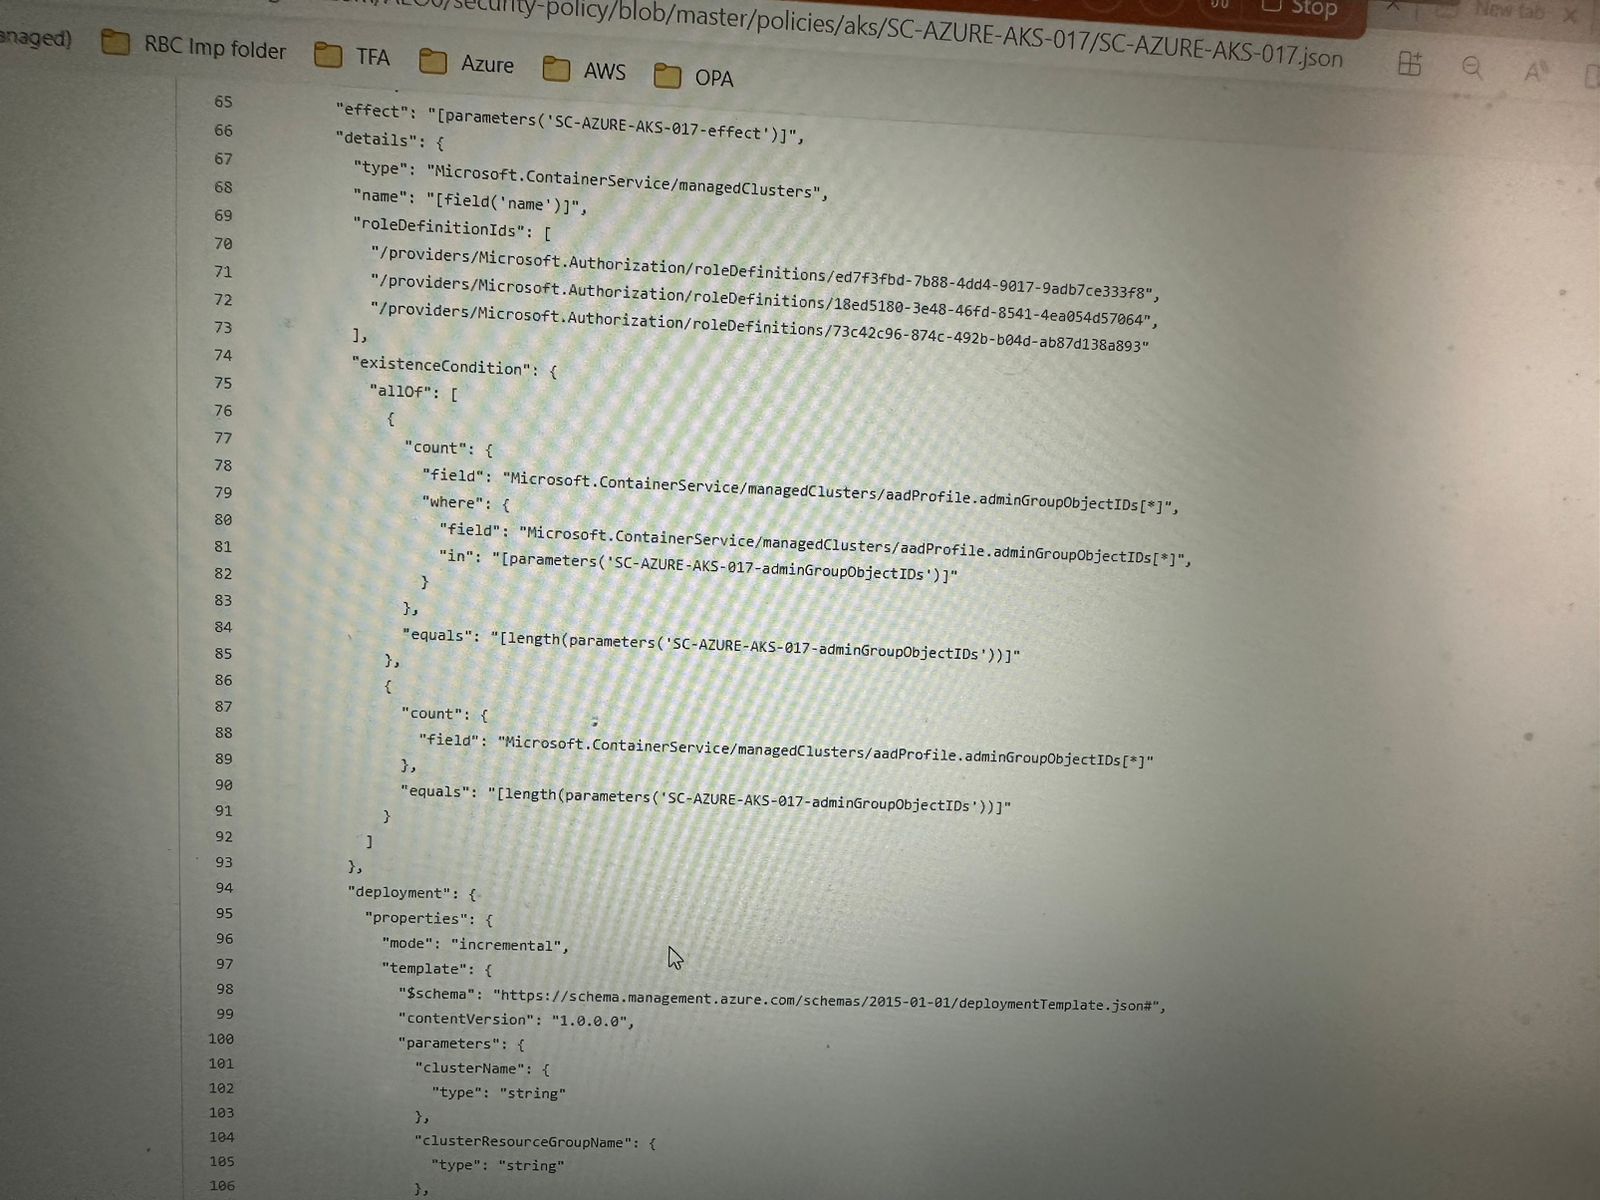 security-policy/blob/master/policies/aks/SC-AZURE-AKS-017/SC-AZURE-AKS-017.json
Stop
New tab
RBC Imp folder
TFA
Azure
AWS
OPA
65 "effect": "[parameters('SC-AZURE-AKS-017-effect')]",
66 "details": {
67 "type": "Microsoft.ContainerService/managedClusters",
68 "name": "[field('name')]",
69 "roleDefinitionIds": [
70 "/providers/Microsoft.Authorization/roleDefinitions/ed7f3fbd-7b88-4dd4-9017-9adb7ce333f8",
71 "/providers/Microsoft.Authorization/roleDefinitions/18ed5180-3e48-46fd-8541-4ea054d57064",
72 "/providers/Microsoft.Authorization/roleDefinitions/73c42c96-874c-492b-b04d-ab87d138a893"
73 ],
74 "existenceCondition": {
75 "allOf": [
76 {
77 "count": {
78 "field": "Microsoft.ContainerService/managedClusters/aadProfile.adminGroupObjectIDs[*]",
79 "where": {
80 "field": "Microsoft.ContainerService/managedClusters/aadProfile.adminGroupObjectIDs[*]",
81 "in": "[parameters('SC-AZURE-AKS-017-adminGroupObjectIDs')]"
82 }
83 },
84 "equals": "[length(parameters('SC-AZURE-AKS-017-adminGroupObjectIDs'))]"
85 },
86 {
87 "count": {
88 "field": "Microsoft.ContainerService/managedClusters/aadProfile.adminGroupObjectIDs[*]"
89 },
90 "equals": "[length(parameters('SC-AZURE-AKS-017-adminGroupObjectIDs'))]"
91 }
92 ]
93 },
94 "deployment": {
95 "properties": {
96 "mode": "incremental",
97 "template": {
98 "$schema": "https://schema.management.azure.com/schemas/2015-01-01/deploymentTemplate.json#",
99 "contentVersion": "1.0.0.0",
100 "parameters": {
101 "clusterName": {
102 "type": "string"
103 },
104 "clusterResourceGroupName": {
105 "type": "string"
106 },